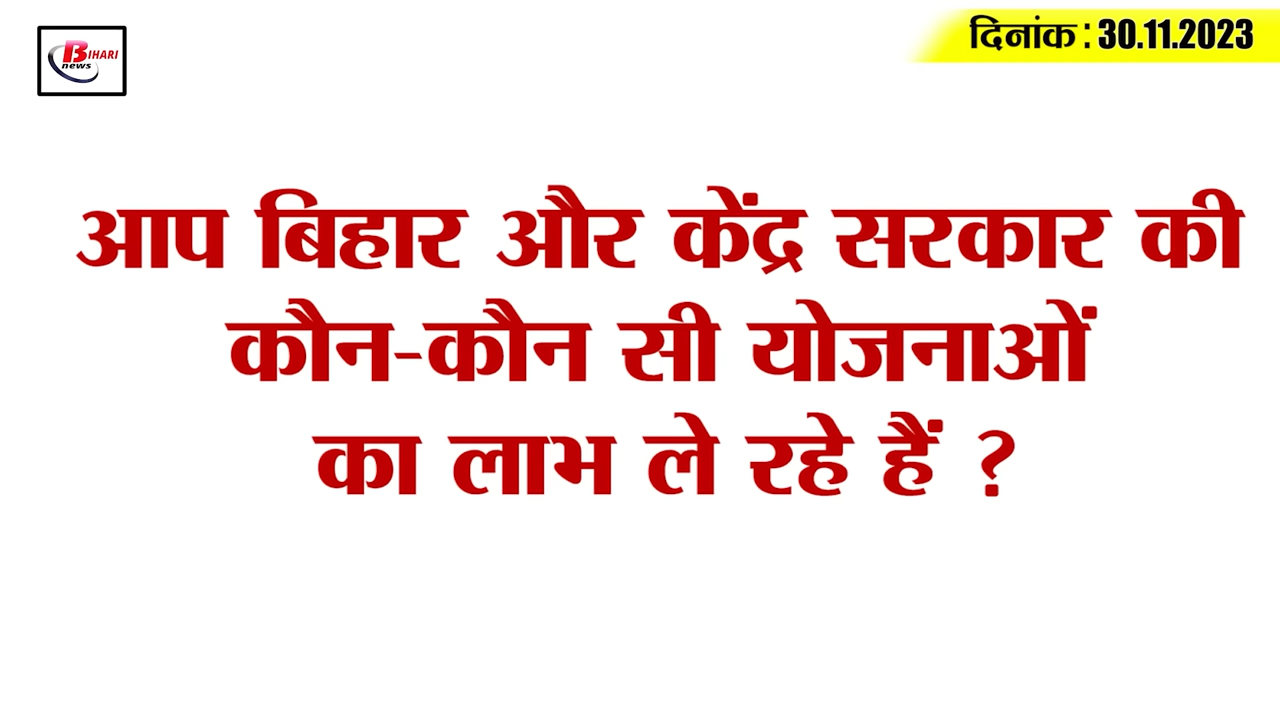 BIHARI
news
दिनांक : 30.11.2023
आप बिहार और केंद्र सरकार की
कौन-कौन सी योजनाओं
का लाभ ले रहे हैं ?